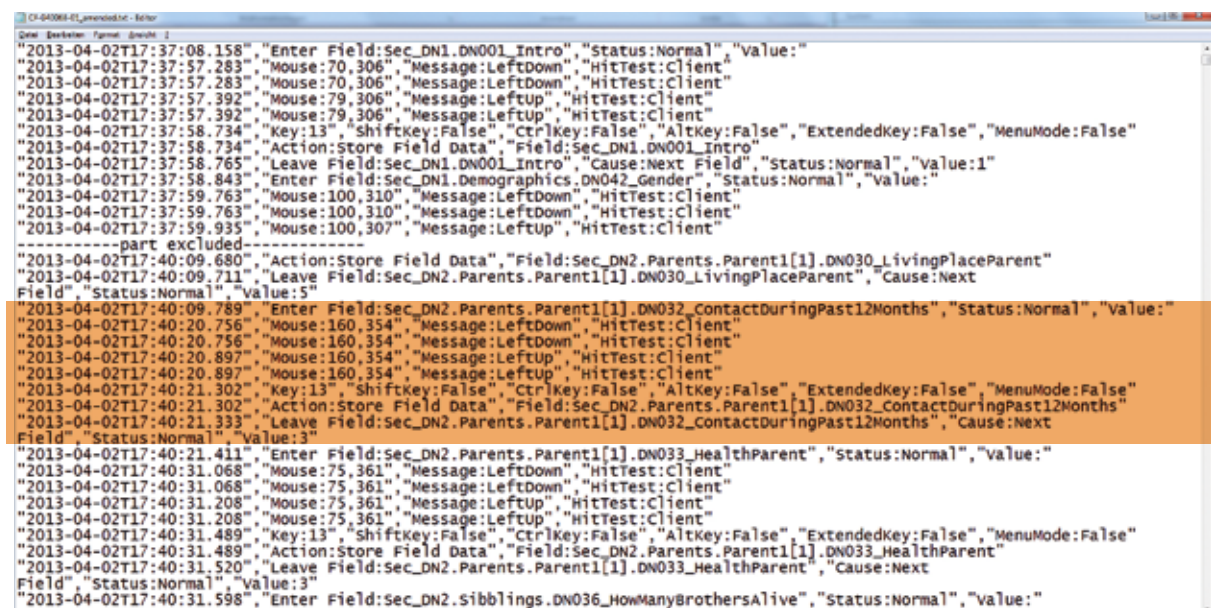 CP-040068-01_amended.txt - Editor
Datei Bearbeiten Format Ansicht ?
"2013-04-02T17:37:08.158","Enter Field:Sec_DN1.DN001_Intro","Status:Normal","Value:"
"2013-04-02T17:37:57.283","Mouse:70,306","Message:LeftDown","HitTest:Client"
"2013-04-02T17:37:57.283","Mouse:70,306","Message:LeftDown","HitTest:Client"
"2013-04-02T17:37:57.392","Mouse:79,306","Message:LeftUp","HitTest:Client"
"2013-04-02T17:37:57.392","Mouse:79,306","Message:LeftUp","HitTest:Client"
"2013-04-02T17:37:58.734","Key:13","ShiftKey:False","CtrlKey:False","AltKey:False","ExtendedKey:False","MenuMode:False"
"2013-04-02T17:37:58.734","Action:Store Field Data","Field:Sec_DN1.DN001_Intro"
"2013-04-02T17:37:58.765","Leave Field:Sec_DN1.DN001_Intro","Cause:Next Field","Status:Normal","Value:1"
"2013-04-02T17:37:58.843","Enter Field:Sec_DN1.Demographics.DN042_Gender","Status:Normal","Value:"
"2013-04-02T17:37:59.763","Mouse:100,310","Message:LeftDown","HitTest:Client"
"2013-04-02T17:37:59.763","Mouse:100,310","Message:LeftDown","HitTest:Client"
"2013-04-02T17:37:59.935","Mouse:100,307","Message:LeftUp","HitTest:Client"
-----------part excluded-------------
"2013-04-02T17:40:09.680","Action:Store Field Data","Field:Sec_DN2.Parents.Parent1[1].DN030_LivingPlaceParent"
"2013-04-02T17:40:09.711","Leave Field:Sec_DN2.Parents.Parent1[1].DN030_LivingPlaceParent","Cause:Next
Field","Status:Normal","Value:5"
"2013-04-02T17:40:09.789","Enter Field:Sec_DN2.Parents.Parent1[1].DN032_ContactDuringPast12Months","Status:Normal","Value:"
"2013-04-02T17:40:20.756","Mouse:160,354","Message:LeftDown","HitTest:Client"
"2013-04-02T17:40:20.756","Mouse:160,354","Message:LeftDown","HitTest:Client"
"2013-04-02T17:40:20.897","Mouse:160,354","Message:LeftUp","HitTest:Client"
"2013-04-02T17:40:20.897","Mouse:160,354","Message:LeftUp","HitTest:Client"
"2013-04-02T17:40:21.302","Key:13","ShiftKey:False","CtrlKey:False","AltKey:False","ExtendedKey:False","MenuMode:False"
"2013-04-02T17:40:21.302","Action:Store Field Data","Field:Sec_DN2.Parents.Parent1[1].DN032_ContactDuringPast12Months"
"2013-04-02T17:40:21.333","Leave Field:Sec_DN2.Parents.Parent1[1].DN032_ContactDuringPast12Months","Cause:Next
Field","Status:Normal","Value:3"
"2013-04-02T17:40:21.411","Enter Field:Sec_DN2.Parents.Parent1[1].DN033_HealthParent","Status:Normal","Value:"
"2013-04-02T17:40:31.068","Mouse:75,361","Message:LeftDown","HitTest:Client"
"2013-04-02T17:40:31.068","Mouse:75,361","Message:LeftDown","HitTest:Client"
"2013-04-02T17:40:31.208","Mouse:75,361","Message:LeftUp","HitTest:Client"
"2013-04-02T17:40:31.208","Mouse:75,361","Message:LeftUp","HitTest:Client"
"2013-04-02T17:40:31.489","Key:13","ShiftKey:False","CtrlKey:False","AltKey:False","ExtendedKey:False","MenuMode:False"
"2013-04-02T17:40:31.489","Action:Store Field Data","Field:Sec_DN2.Parents.Parent1[1].DN033_HealthParent"
"2013-04-02T17:40:31.520","Leave Field:Sec_DN2.Parents.Parent1[1].DN033_HealthParent","Cause:Next
Field","Status:Normal","Value:3"
"2013-04-02T17:40:31.598","Enter Field:Sec_DN2.Sibblings.DN036_HowManyBrothersAlive","Status:Normal","Value:"